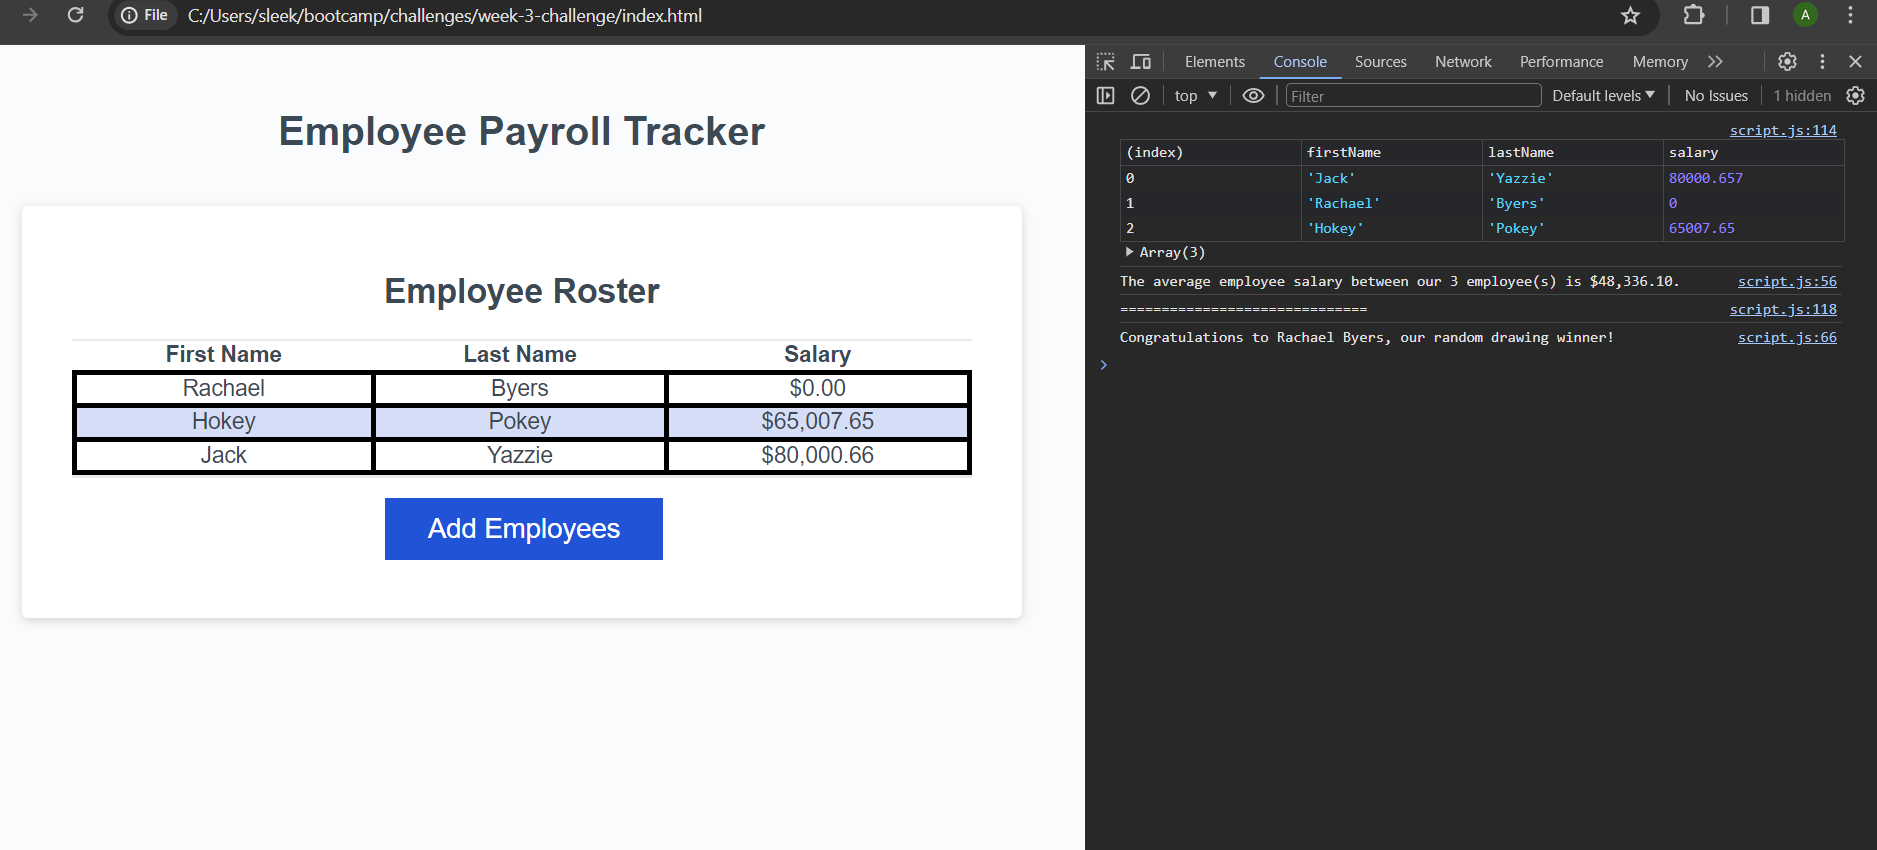 File C:/Users/sleek/bootcamp/challenges/week-3-challenge/index.html A
Employee Payroll Tracker
Employee Roster
First Name Last Name Salary
Rachael Byers $0.00
Hokey Pokey $65,007.65
Jack Yazzie $80,000.66
Add Employees
Elements Console Sources Network Performance Memory
top Filter Default levels No Issues 1 hidden
script.js:114
(index) firstName lastName salary
0 'Jack' 'Yazzie' 80000.657
1 'Rachael' 'Byers' 0
2 'Hokey' 'Pokey' 65007.65
Array(3)
The average employee salary between our 3 employee(s) is $48,336.10. script.js:56
============================== script.js:118
Congratulations to Rachael Byers, our random drawing winner! script.js:66